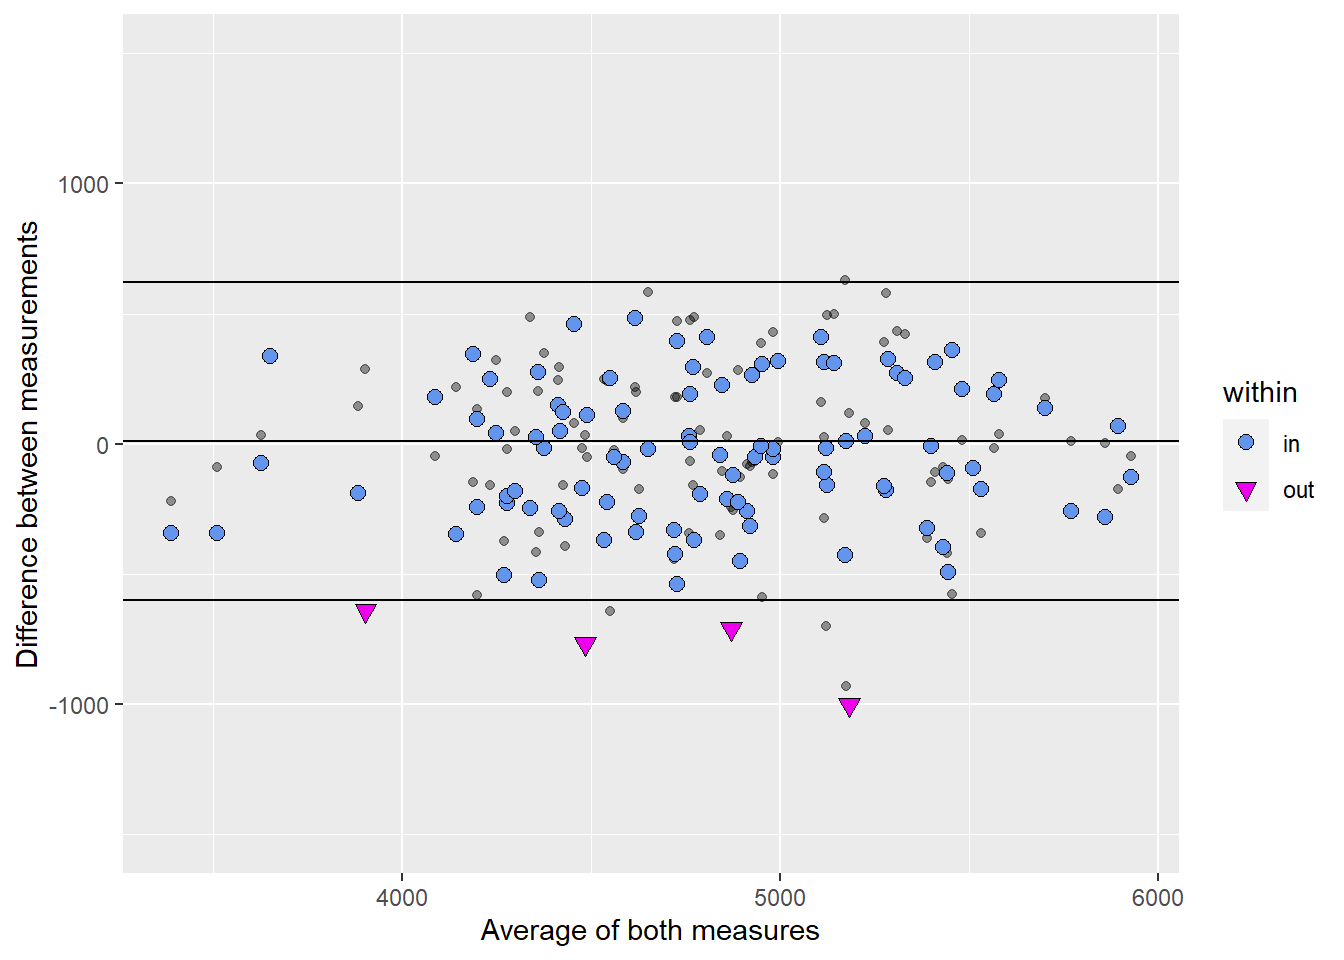 1000
0
-1000
Difference between measurements
4000
5000
6000
Average of both measures
within
in
out